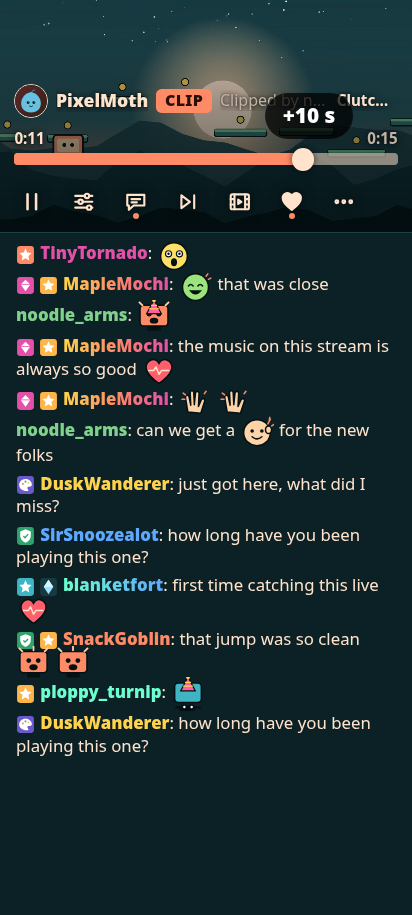 PixelMoth CLIP Clipped by n... Clutc...
+10 s
0:11 0:15
TinyTornado:
MapleMochi: that was close
noodle_arms:
MapleMochi: the music on this stream is
always so good
MapleMochi:
noodle_arms: can we get a for the new
folks
DuskWanderer: just got here, what did I
miss?
SirSnoozealot: how long have you been
playing this one?
blanketfort: first time catching this live
SnackGoblin: that jump was so clean
ploppy_turnip:
DuskWanderer: how long have you been
playing this one?